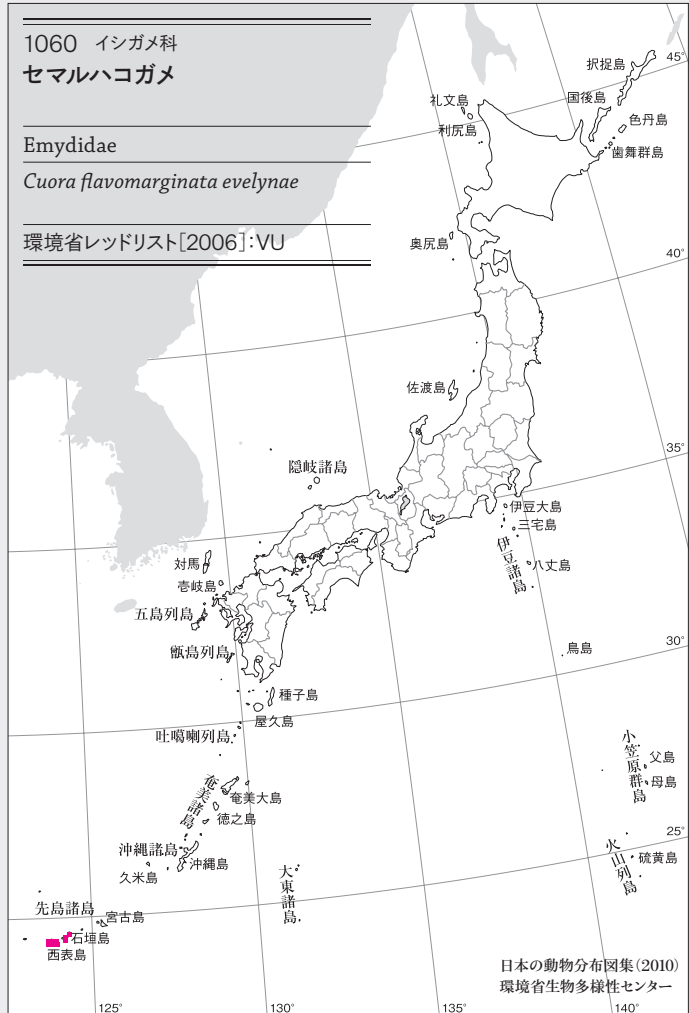 1060 イシガメ科
セマルハコガメ
Emydidae
Cuora flavomarginata evelynae
環境省レッドリスト[2006]:VU
択捉島
45°
礼文島
国後島
利尻島
色丹島
歯舞群島
奥尻島
40°
佐渡島
35°
隠岐諸島
伊豆大島
三宅島
伊豆諸島
八丈島
対馬
壱岐島
五島列島
甑島列島
鳥島
30°
種子島
屋久島
吐噶喇列島
小笠原群島
父島
母島
奄美諸島
奄美大島
徳之島
25°
沖縄諸島
沖縄島
久米島
大東諸島
火山列島
硫黄島
先島諸島
宮古島
石垣島
西表島
日本の動物分布図集(2010)
環境省生物多様性センター
125°
130°
135°
140°